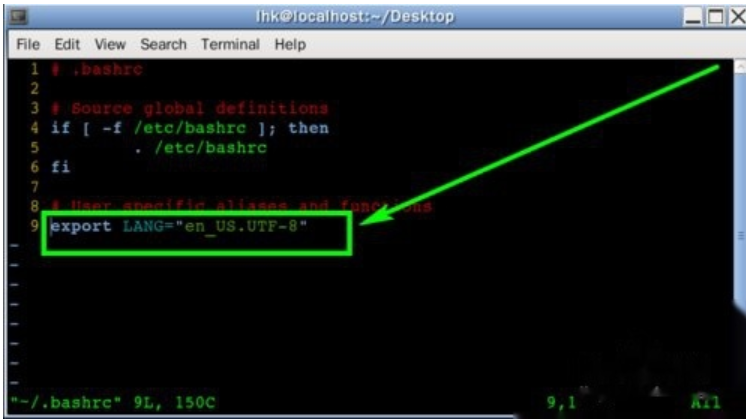 lhk@localhost:~/Desktop
File Edit View Search Terminal Help
1 # .bashrc
2
3 # Source global definitions
4 if [ -f /etc/bashrc ]; then
5 . /etc/bashrc
6 fi
7
8 # User specific aliases and functions
9 export LANG="en_US.UTF-8"
~
~
~
~
~
~
~
~
"~/.bashrc" 9L, 150C 9,1 All